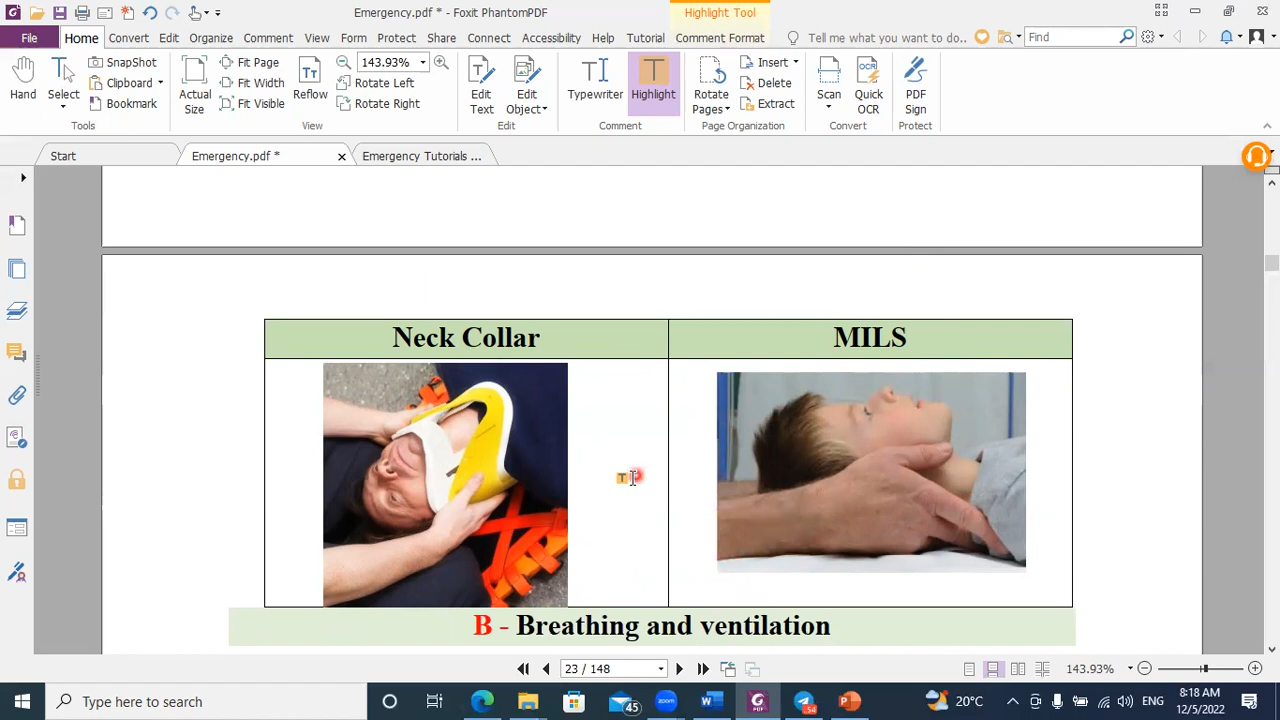 Emergency.pdf * - Foxit PhantomPDF
Highlight Tool
File Home Convert Edit Organize Comment View Form Protect Share Connect Accessibility Help Tutorial Comment Format Tell me what you want to do... Find
Hand
Select
SnapShot
Clipboard
Bookmark
Tools
Actual Size
Fit Page
Fit Width
Fit Visible
Reflow
143.93%
Rotate Left
Rotate Right
View
Edit Text
Edit Object
Edit
Typewriter
Highlight
Comment
Rotate Pages
Insert
Delete
Extract
Page Organization
Scan
Quick OCR
Convert
PDF Sign
Protect
Start
Emergency.pdf *
Emergency Tutorials ...
Neck Collar
MILS
B - Breathing and ventilation
23 / 148
143.93%
Type here to search
45
zoom
PDF
54
20°C
ENG
8:18 AM
12/5/2022